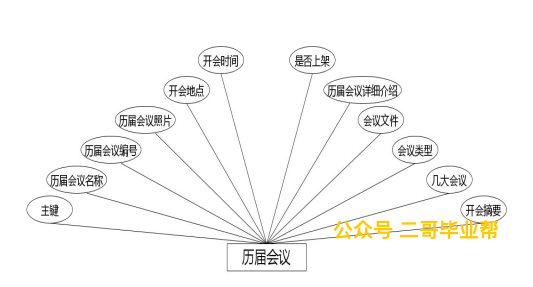 开会时间
是否上架
开会地点
历届会议详细介绍
历届会议照片
会议文件
历届会议编号
会议类型
历届会议名称
几大会议
主键
开会摘要
公众号 二哥毕业帮
历届会议